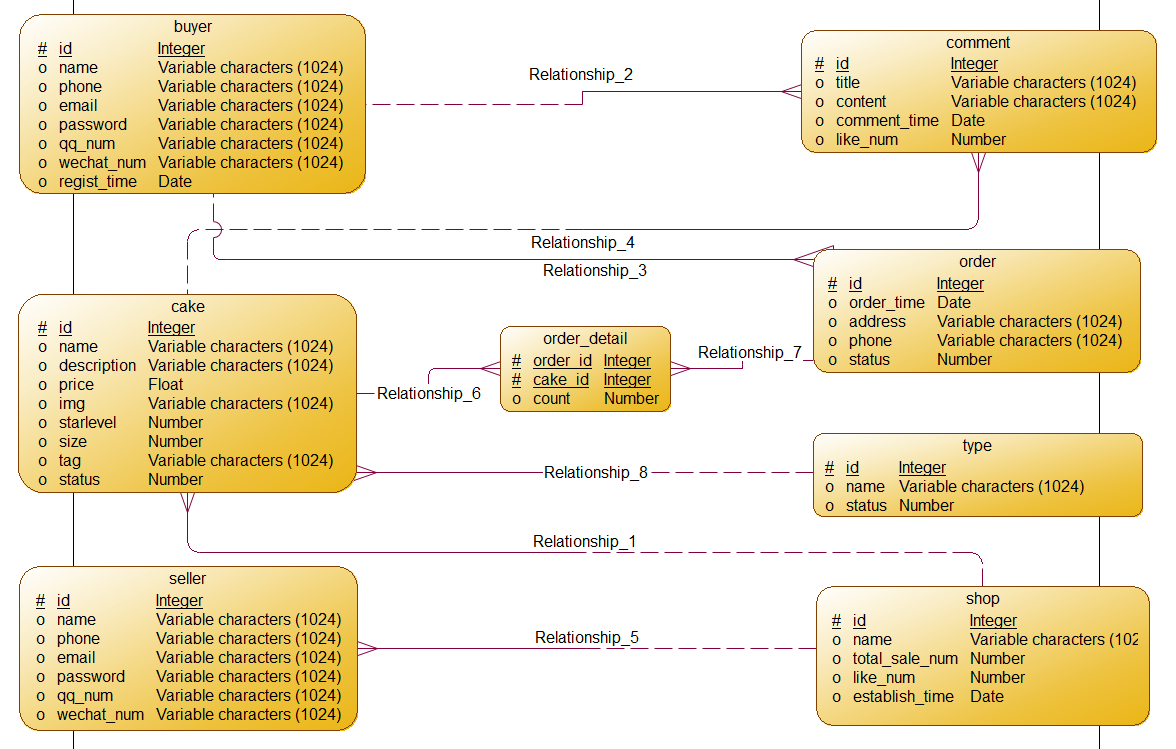 buyer
# id Integer
o name Variable characters (1024)
o phone Variable characters (1024)
o email Variable characters (1024)
o password Variable characters (1024)
o qq_num Variable characters (1024)
o wechat_num Variable characters (1024)
o regist_time Date
Relationship_2
comment
# id Integer
o title Variable characters (1024)
o content Variable characters (1024)
o comment_time Date
o like_num Number
Relationship_4
Relationship_3
order
# id Integer
o order_time Date
o address Variable characters (1024)
o phone Variable characters (1024)
o status Number
cake
# id Integer
o name Variable characters (1024)
o description Variable characters (1024)
o price Float
o img Variable characters (1024)
o starlevel Number
o size Number
o tag Variable characters (1024)
o status Number
Relationship_6
order_detail
# order_id Integer
# cake_id Integer
o count Number
Relationship_7
type
# id Integer
o name Variable characters (1024)
o status Number
Relationship_8
Relationship_1
seller
# id Integer
o name Variable characters (1024)
o phone Variable characters (1024)
o email Variable characters (1024)
o password Variable characters (1024)
o qq_num Variable characters (1024)
o wechat_num Variable characters (1024)
Relationship_5
shop
# id Integer
o name Variable characters (102
o total_sale_num Number
o like_num Number
o establish_time Date